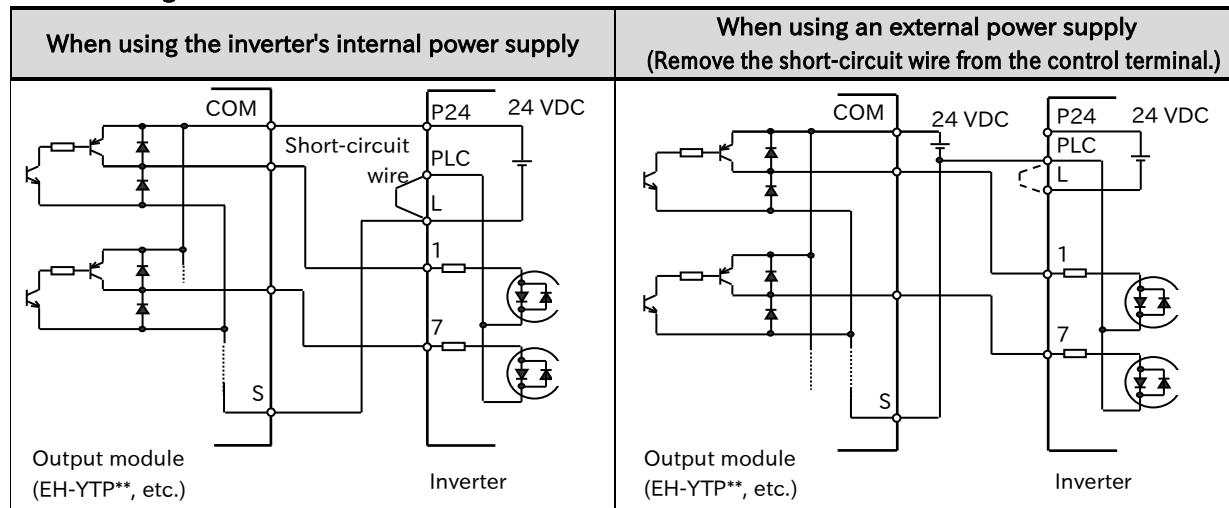 When using the inverter's internal power supply
When using an external power supply
(Remove the short-circuit wire from the control terminal.)
COM
P24
24 VDC
Short-circuit
wire
PLC
L
1
7
S
Output module
(EH-YTP**, etc.)
Inverter
COM
24 VDC
P24
24 VDC
PLC
L
1
7
S
Output module
(EH-YTP**, etc.)
Inverter